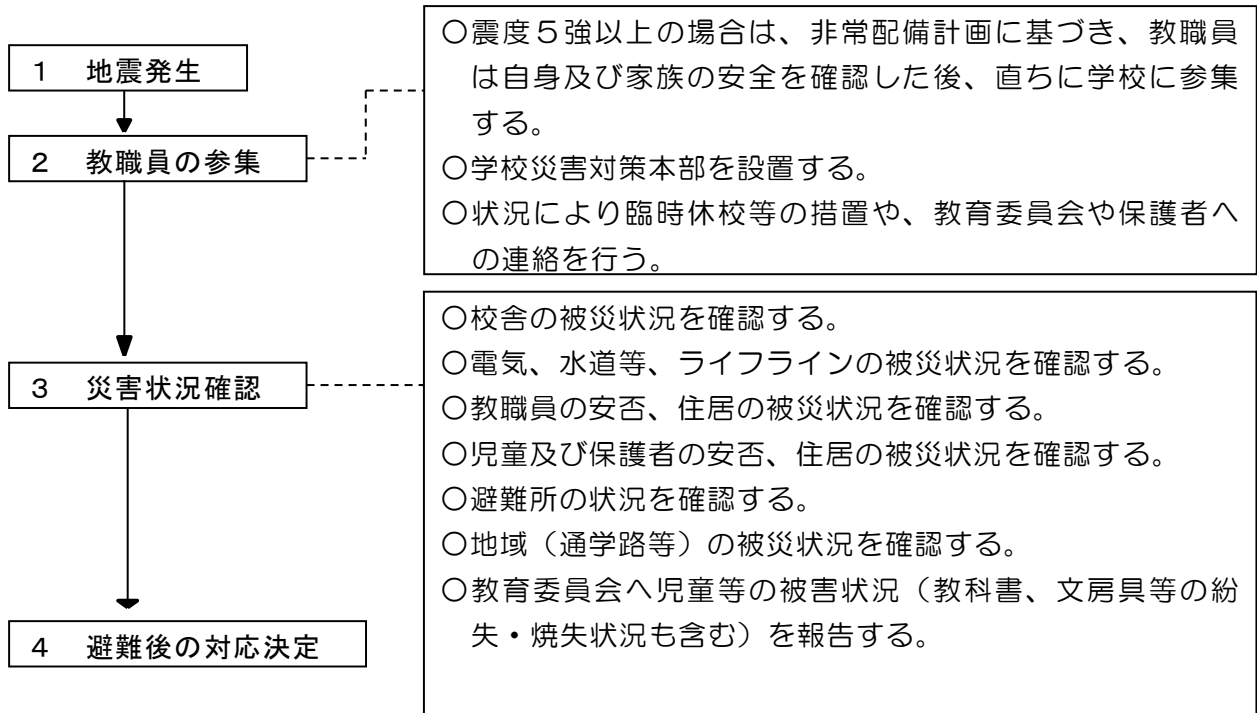 1 地震発生
2 教職員の参集
○震度５強以上の場合は、非常配備計画に基づき、教職員
は自身及び家族の安全を確認した後、直ちに学校に参集
する。
○学校災害対策本部を設置する。
○状況により臨時休校等の措置や、教育委員会や保護者へ
の連絡を行う。
3 災害状況確認
○校舎の被災状況を確認する。
○電気、水道等、ライフラインの被災状況を確認する。
○教職員の安否、住居の被災状況を確認する。
○児童及び保護者の安否、住居の被災状況を確認する。
○避難所の状況を確認する。
○地域（通学路等）の被災状況を確認する。
○教育委員会へ児童等の被害状況（教科書、文房具等の紛
失・焼失状況も含む）を報告する。
4 避難後の対応決定